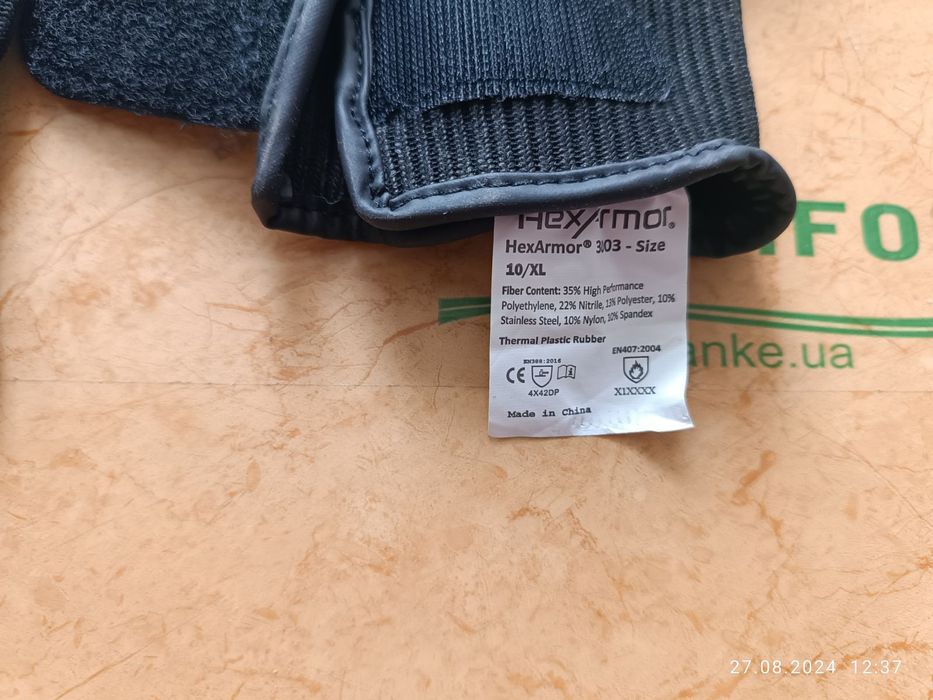 HexArmor®
HexArmor® 3303 - Size
10/XL
Fiber Content: 35% High Performance
Polyethylene, 22% Nitrile, 13% Polyester, 10%
Stainless Steel, 10% Nylon, 10% Spandex
Thermal Plastic Rubber
EN388:2016
EN407:2004
CE
4X42DP
X1XXXX
Made in China
NFO
anke.ua
27.08.2024 12:37